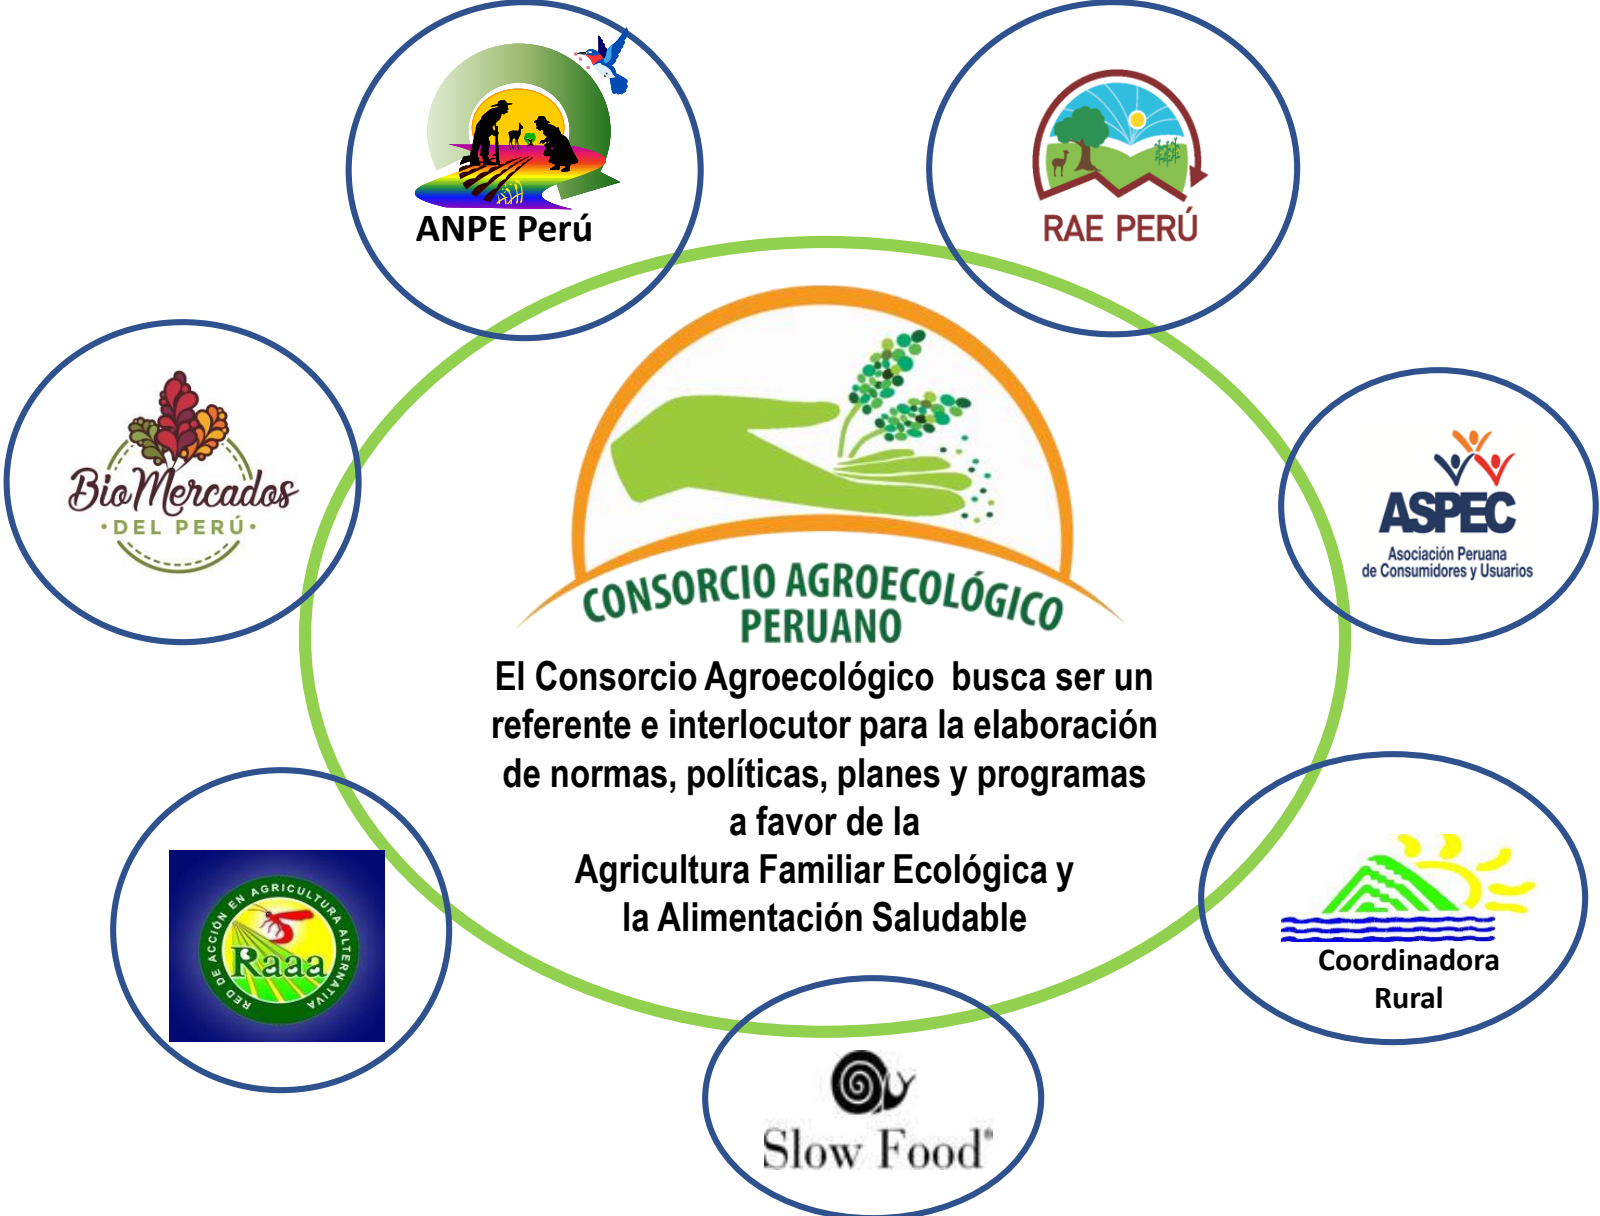 ANPE Perú
RAE PERÚ
BioMercados
• DEL PERÚ •
ASPEC
Asociación Peruana
de Consumidores y Usuarios
CONSORCIO AGROECOLÓGICO
PERUANO
El Consorcio Agroecológico  busca ser un
referente e interlocutor para la elaboración
de normas, políticas, planes y programas
a favor de la
Agricultura Familiar Ecológica y
la Alimentación Saludable
RED DE ACCIÓN EN AGRICULTURA ALTERNATIVA
Raaa
Coordinadora
Rural
Slow Food®